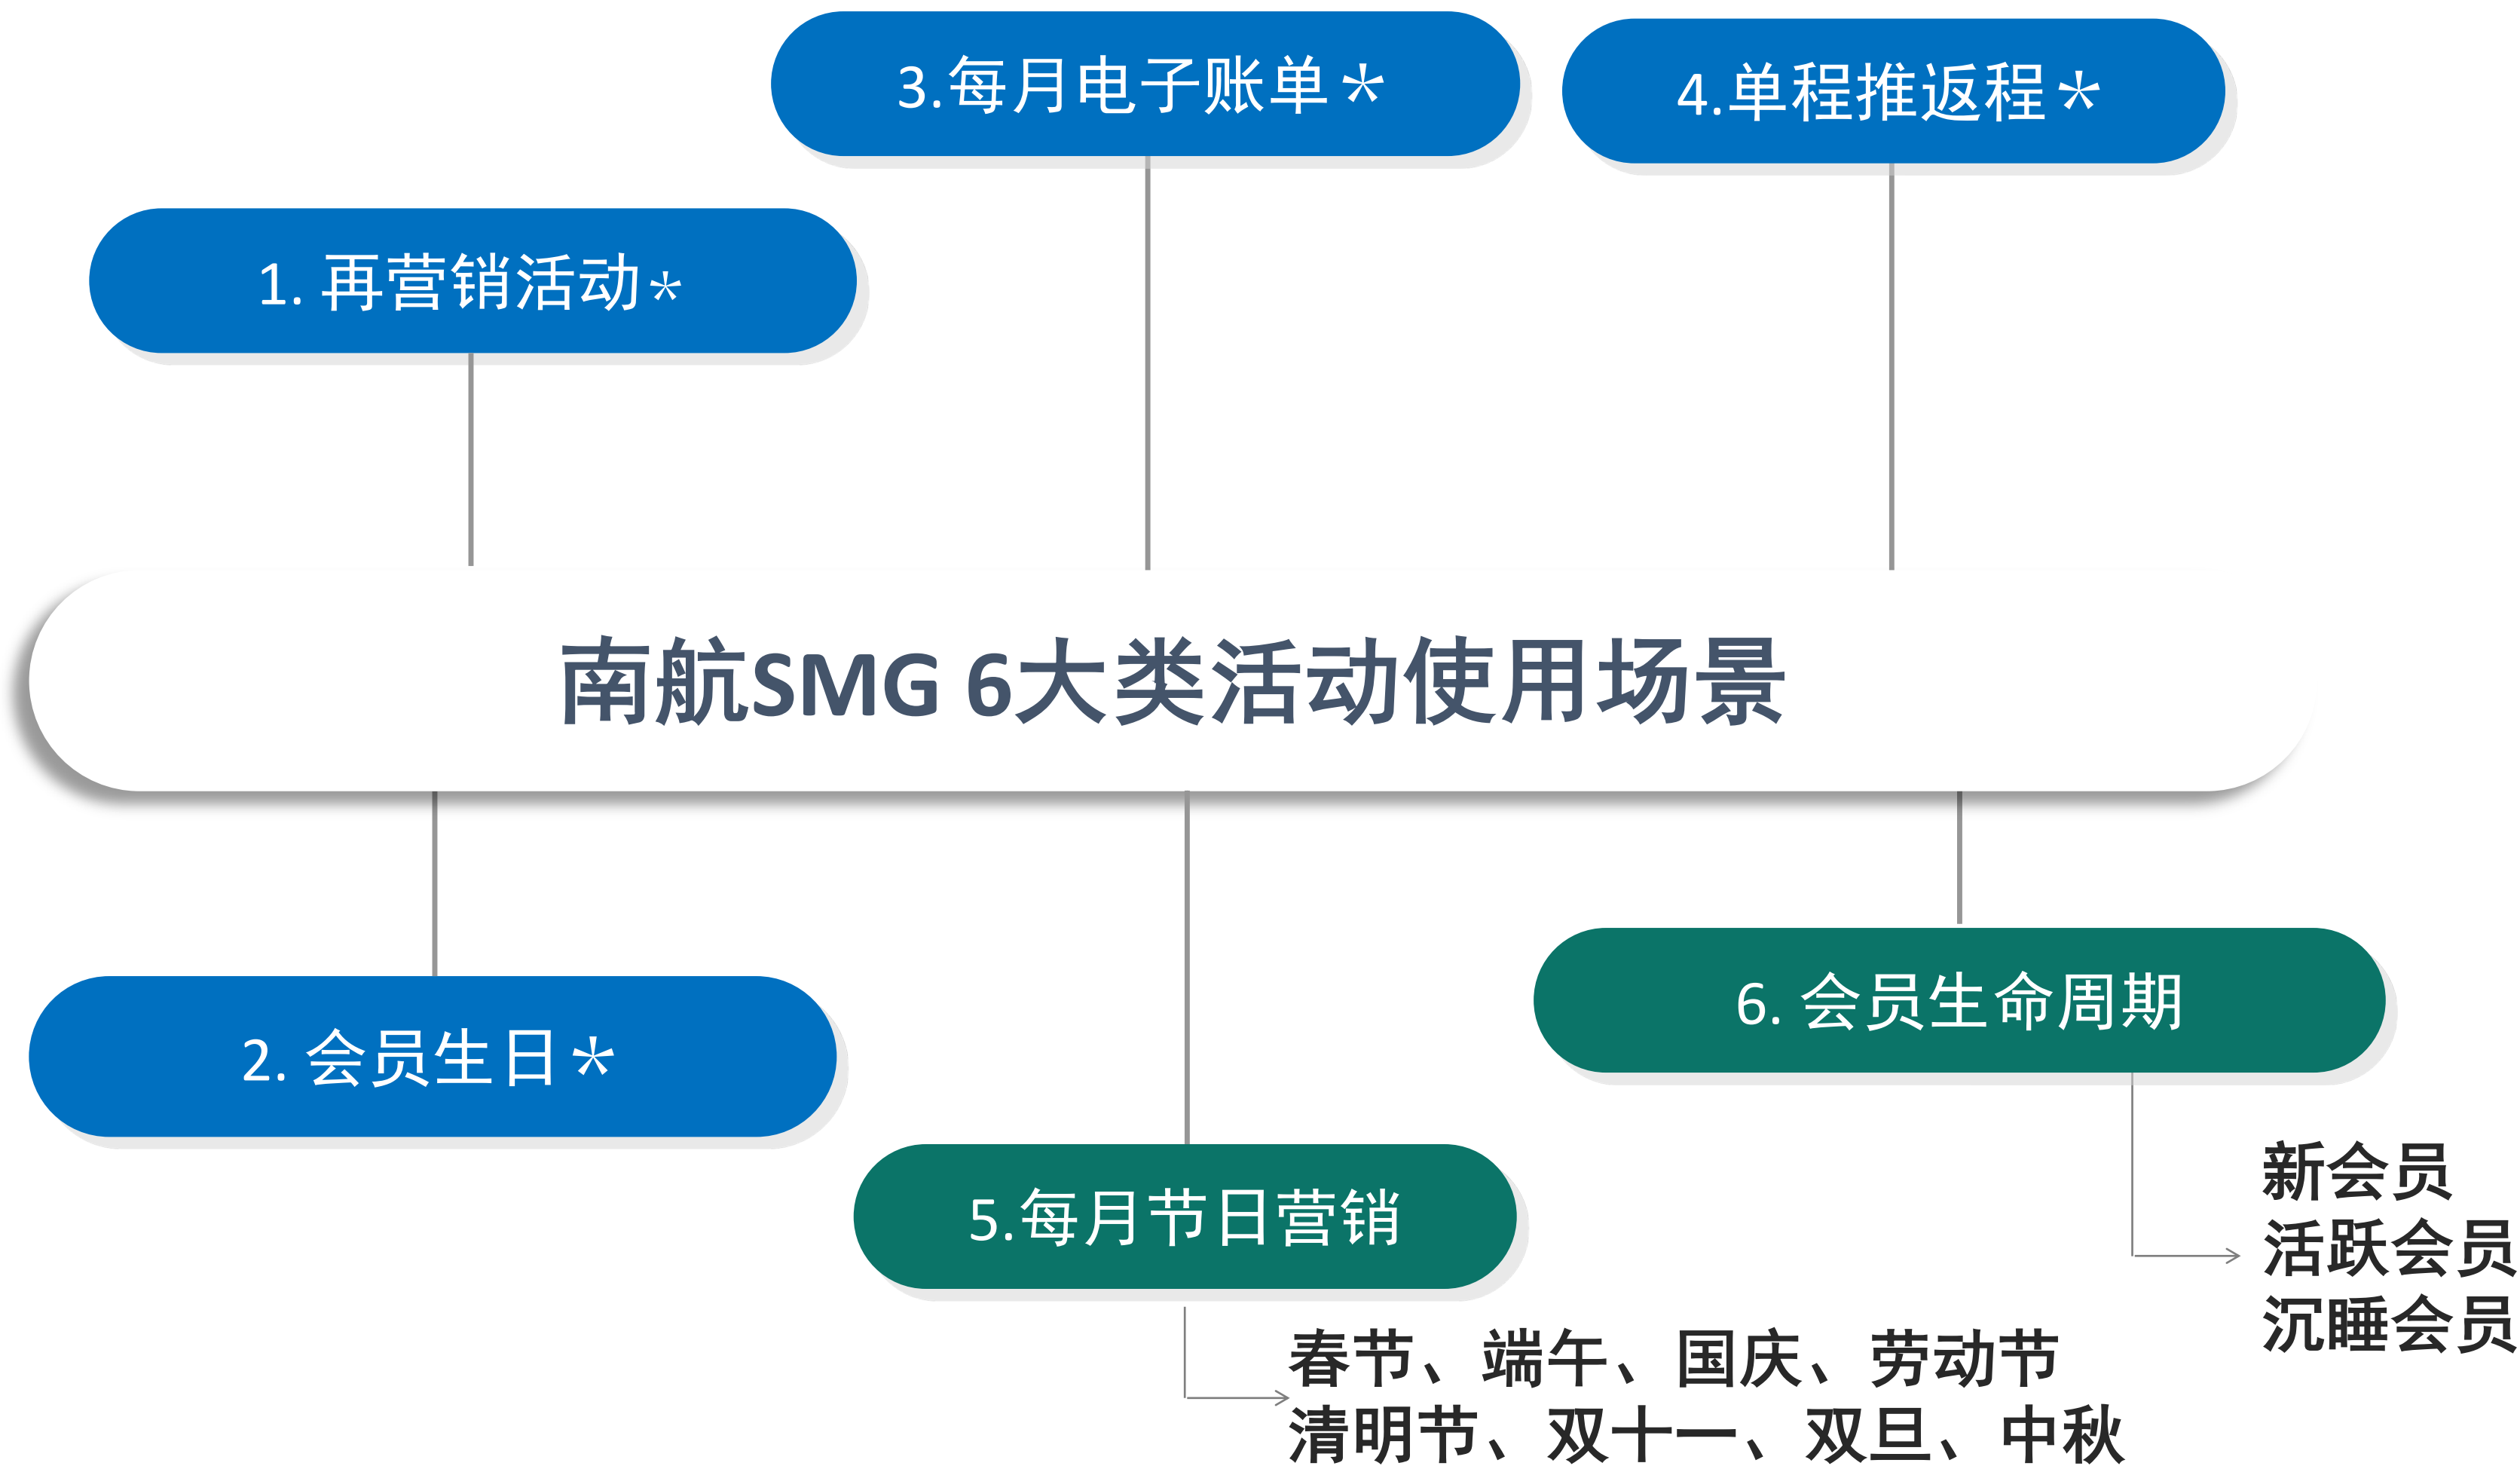 3.每月电子账单*
4.单程推返程*
1. 再营销活动*
南航SMG 6大类活动使用场景
2. 会员生日*
6. 会员生命周期
5.每月节日营销
新会员
活跃会员
沉睡会员
春节、端午、国庆、劳动节
清明节、双十一、双旦、中秋